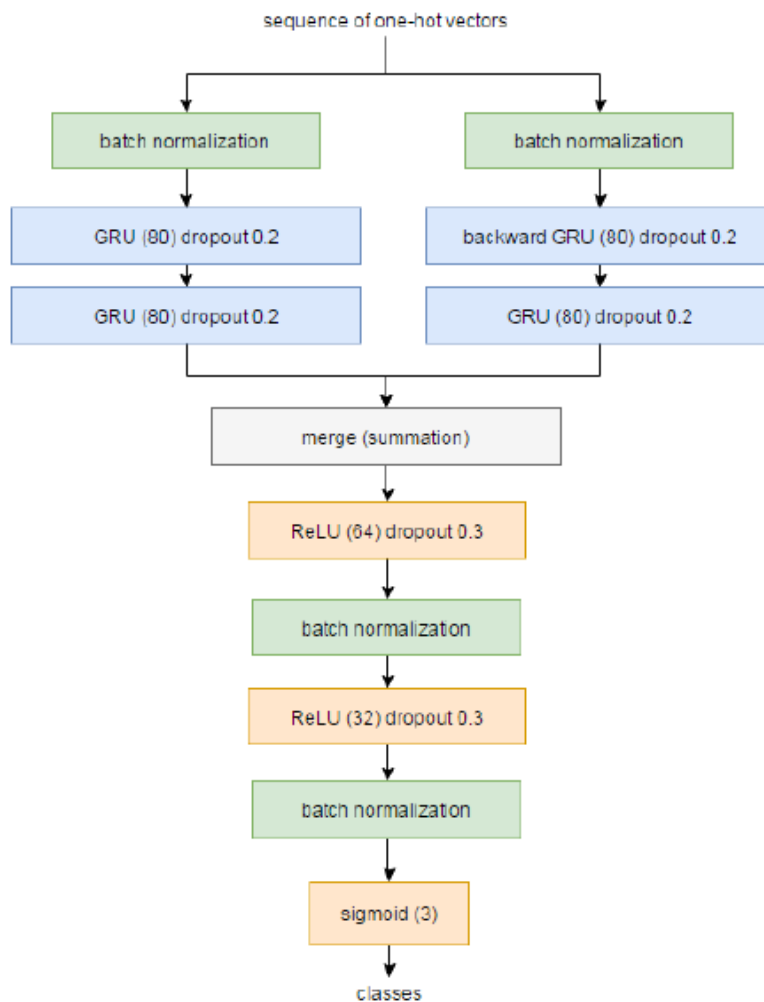 sequence of one-hot vectors
batch normalization
batch normalization
GRU (80) dropout 0.2
backward GRU (80) dropout 0.2
GRU (80) dropout 0.2
GRU (80) dropout 0.2
merge (summation)
ReLU (64) dropout 0.3
batch normalization
ReLU (32) dropout 0.3
batch normalization
sigmoid (3)
classes